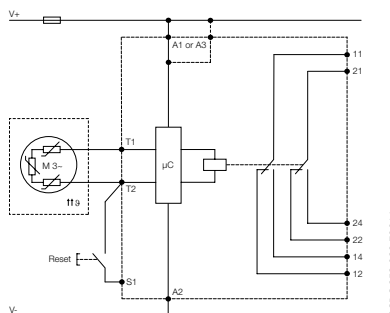 V+
A1 or A3
11
21
T1
M 3~
µC
T2
↑↑ϑ
24
22
14
12
Reset
S1
A2
V-